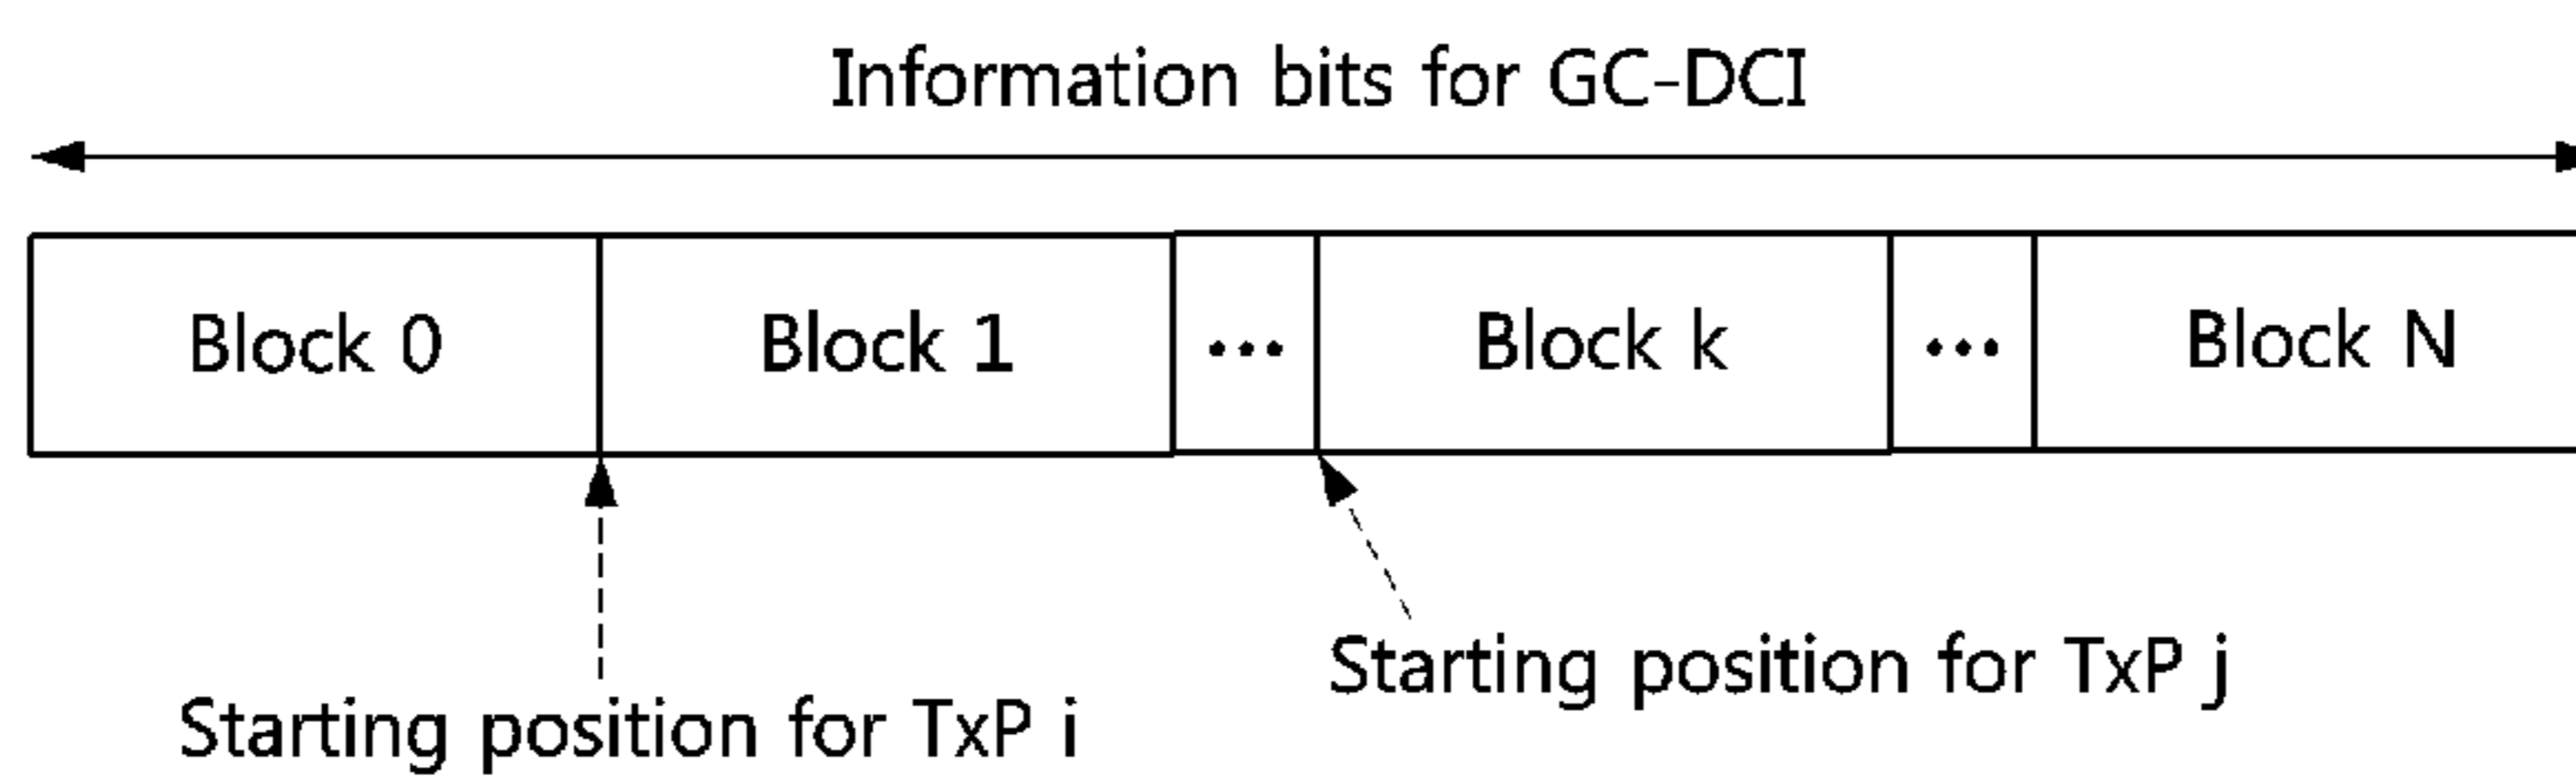 Information bits for GC-DCI
Block 0 Block 1 ... Block k ... Block N
Starting position for TxP j
Starting position for TxP i